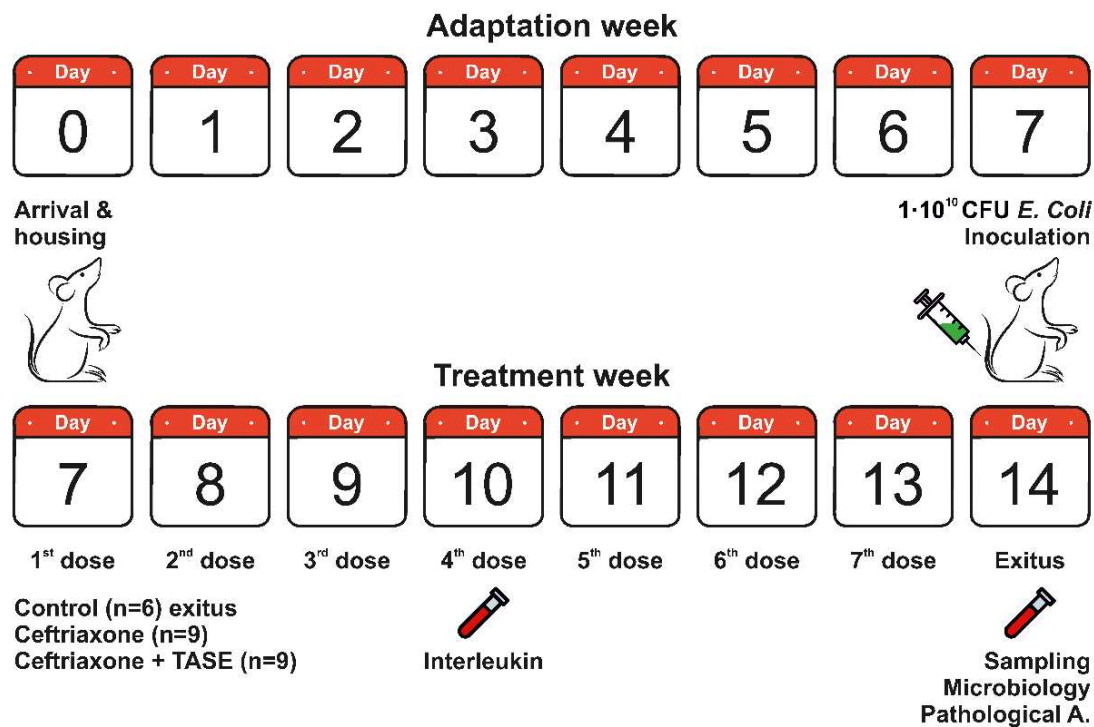 Adaptation week
· Day · · Day · · Day · · Day · · Day · · Day · · Day · · Day ·
0 1 2 3 4 5 6 7
Arrival & 1·10¹⁰ CFU E. Coli
housing Inoculation
Treatment week
· Day · · Day · · Day · · Day · · Day · · Day · · Day · · Day ·
7 8 9 10 11 12 13 14
1st dose 2nd dose 3rd dose 4th dose 5th dose 6th dose 7th dose Exitus
Control (n=6) exitus
Ceftriaxone (n=9)
Ceftriaxone + TASE (n=9)
Interleukin
Sampling
Microbiology
Pathological A.